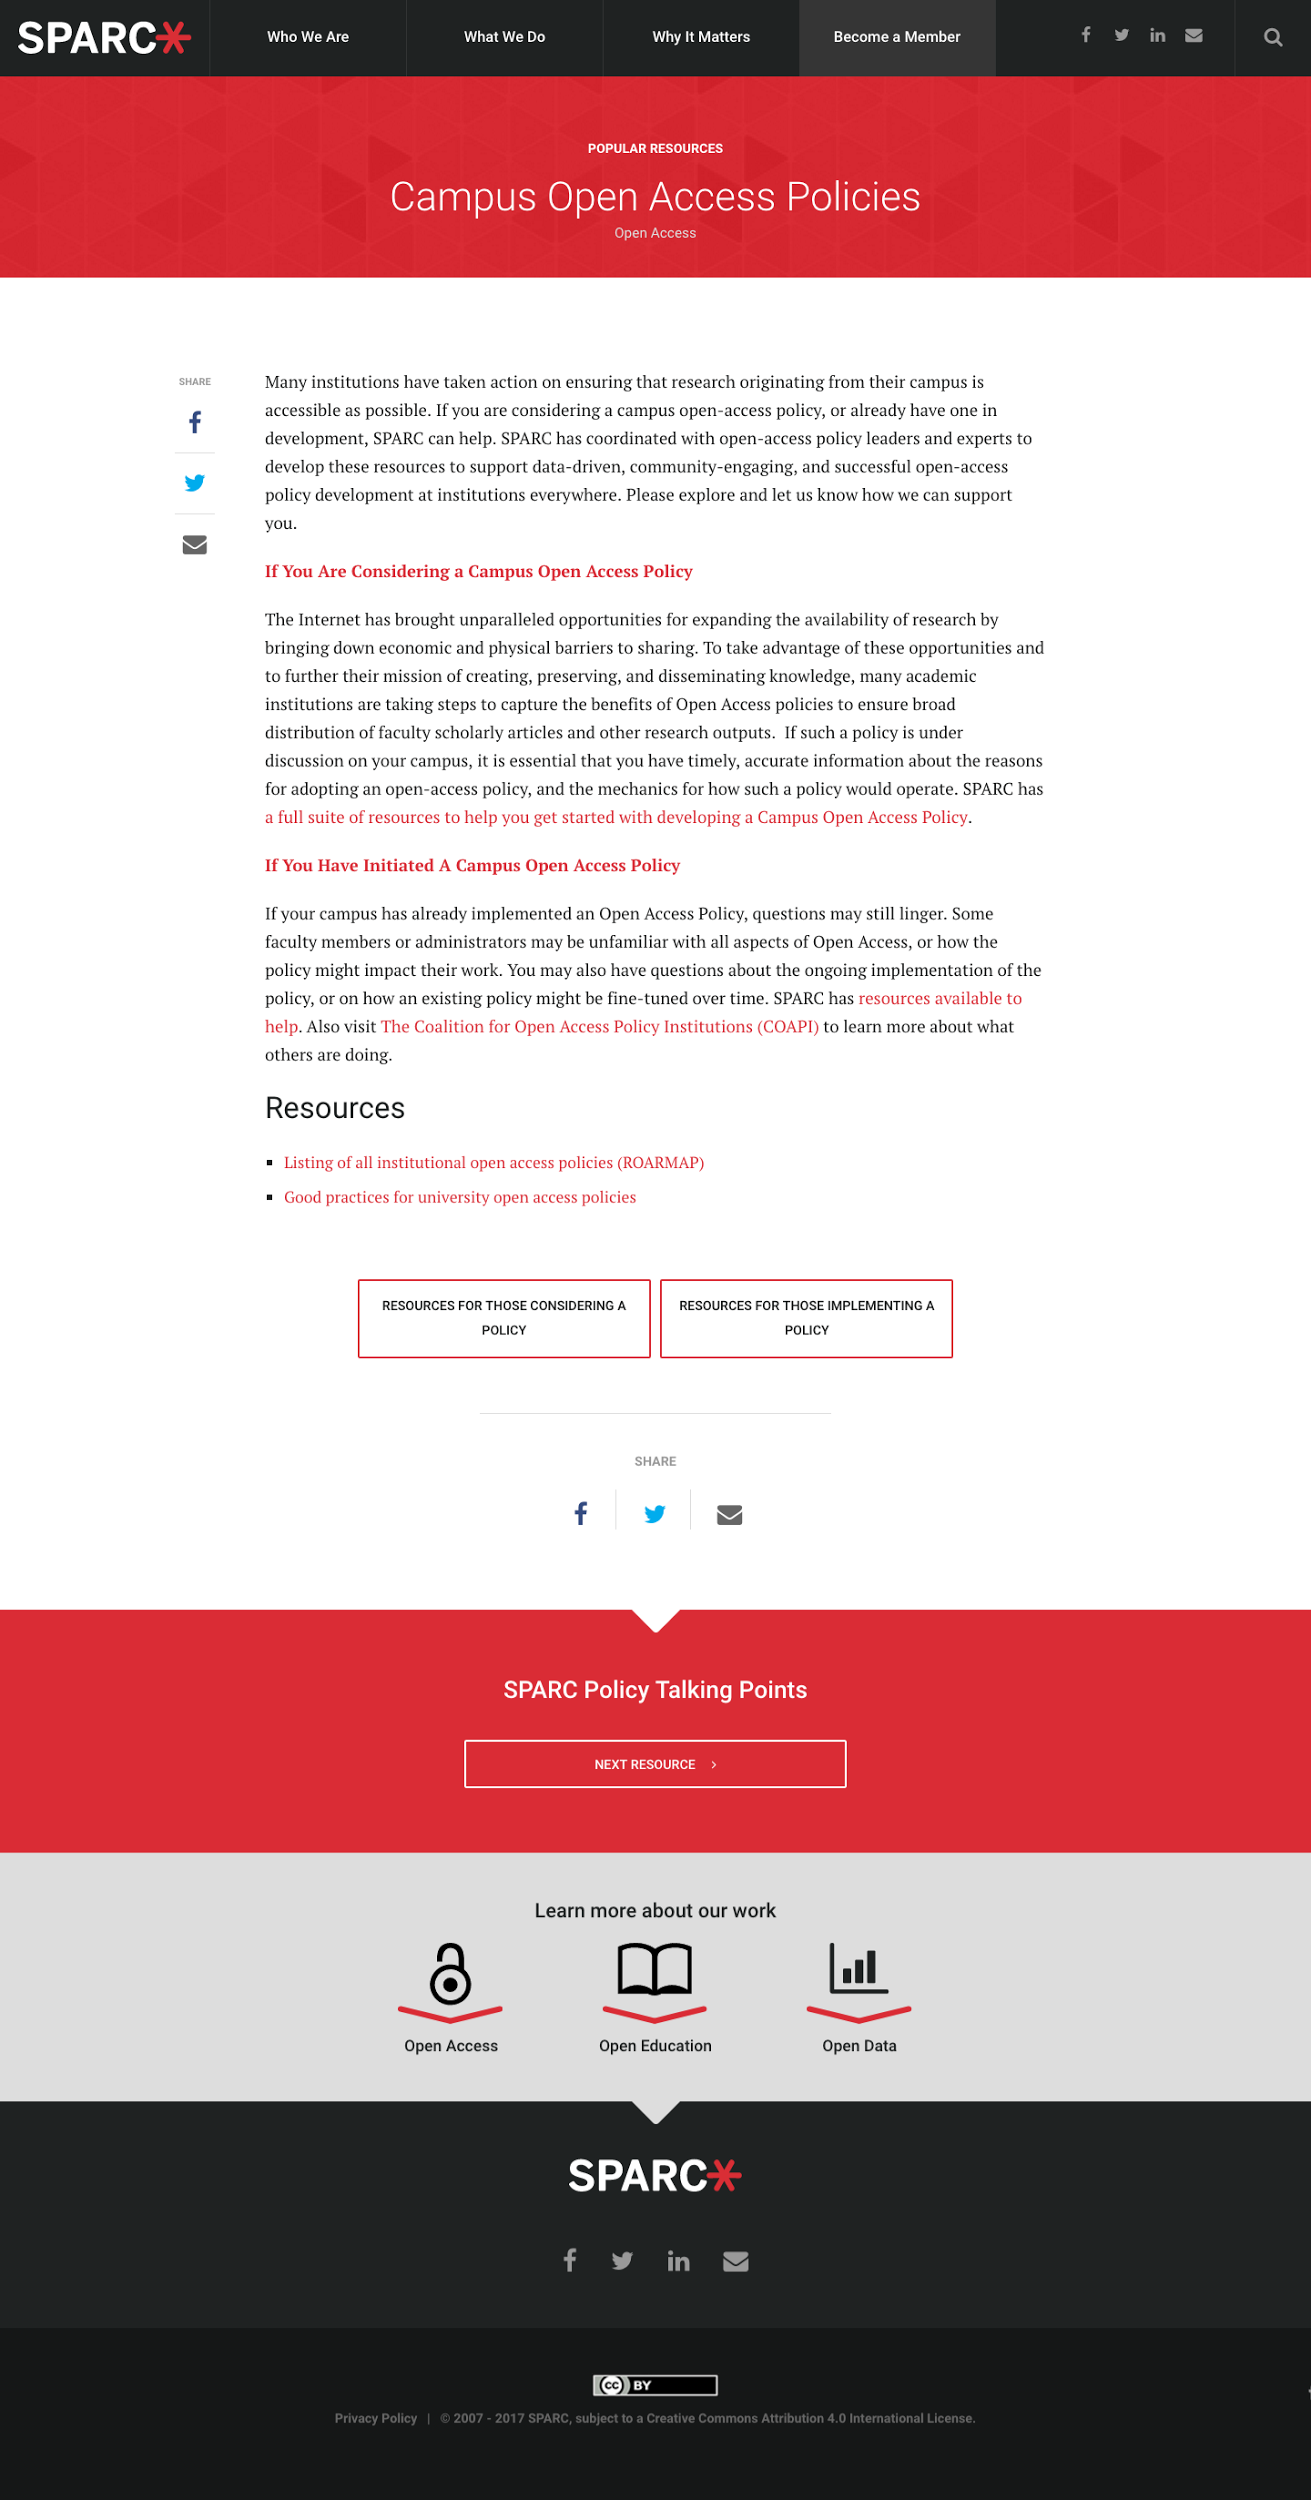 SPARC
Who We Are
What We Do
Why It Matters
Become a Member
POPULAR RESOURCES
Campus Open Access Policies
Open Access
SHARE
Many institutions have taken action on ensuring that research originating from their campus is
accessible as possible. If you are considering a campus open-access policy, or already have one in
development, SPARC can help. SPARC has coordinated with open-access policy leaders and experts to
develop these resources to support data-driven, community-engaging, and successful open-access
policy development at institutions everywhere. Please explore and let us know how we can support
you.
If You Are Considering a Campus Open Access Policy
The Internet has brought unparalleled opportunities for expanding the availability of research by
bringing down economic and physical barriers to sharing. To take advantage of these opportunities and
to further their mission of creating, preserving, and disseminating knowledge, many academic
institutions are taking steps to capture the benefits of Open Access policies to ensure broad
distribution of faculty scholarly articles and other research outputs.  If such a policy is under
discussion on your campus, it is essential that you have timely, accurate information about the reasons
for adopting an open-access policy, and the mechanics for how such a policy would operate. SPARC has
a full suite of resources to help you get started with developing a Campus Open Access Policy.
If You Have Initiated A Campus Open Access Policy
If your campus has already implemented an Open Access Policy, questions may still linger. Some
faculty members or administrators may be unfamiliar with all aspects of Open Access, or how the
policy might impact their work. You may also have questions about the ongoing implementation of the
policy, or on how an existing policy might be fine-tuned over time. SPARC has resources available to
help. Also visit The Coalition for Open Access Policy Institutions (COAPI) to learn more about what
others are doing.
Resources
Listing of all institutional open access policies (ROARMAP)
Good practices for university open access policies
RESOURCES FOR THOSE CONSIDERING A
POLICY
RESOURCES FOR THOSE IMPLEMENTING A
POLICY
SHARE
SPARC Policy Talking Points
NEXT RESOURCE
Learn more about our work
Open Access
Open Education
Open Data
SPARC
cc BY
Privacy Policy | © 2007 - 2017 SPARC, subject to a Creative Commons Attribution 4.0 International License.